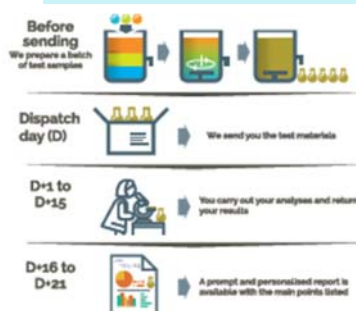 Before
sending
We prepare a batch
of test samples
Dispatch
day (D)
We send you the test materials
D+1 to
D+15
You carry out your analyses and return
your results
D+16 to
D+21
A prompt and personalised report is
available with the main points listed